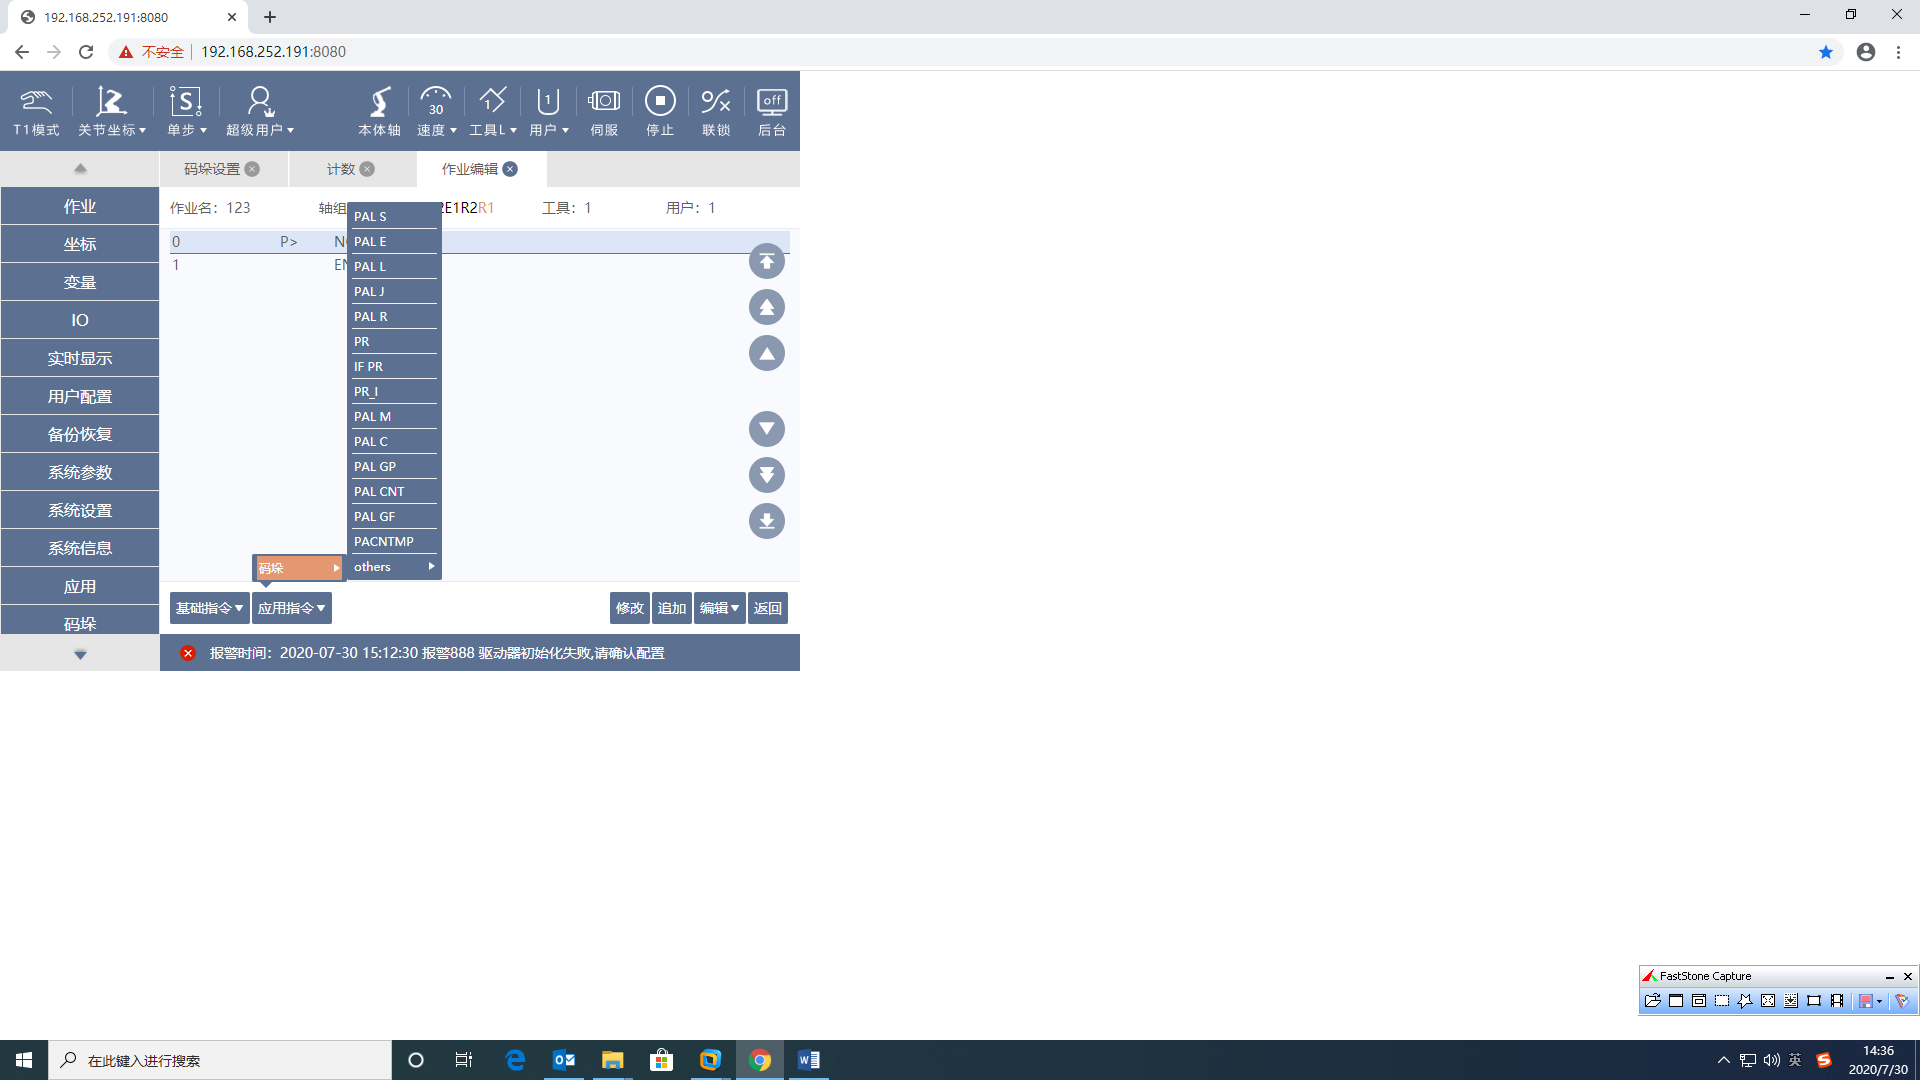 192.168.252.191:8080
不安全
192.168.252.191:8080
T1模式
关节坐标
S
单步
超级用户
本体轴
30
速度
1
工具L
1
用户
伺服
停止
联锁
off
后台
码垛设置
计数
作业编辑
作业
坐标
变量
IO
实时显示
用户配置
备份恢复
系统参数
系统设置
系统信息
应用
码垛
作业名：123
轴组
2E1R2R1
工具：1
用户：1
0 P> N
1 EN
PAL S
PAL E
PAL L
PAL J
PAL R
PR
IF PR
PR_I
PAL M
PAL C
PAL GP
PAL CNT
PAL GF
PACNTMP
others
码垛
基础指令
应用指令
修改
追加
编辑
返回
报警时间：2020-07-30 15:12:30 报警888 驱动器初始化失败,请确认配置
FastStone Capture
在此键入进行搜索
英
14:36
2020/7/30